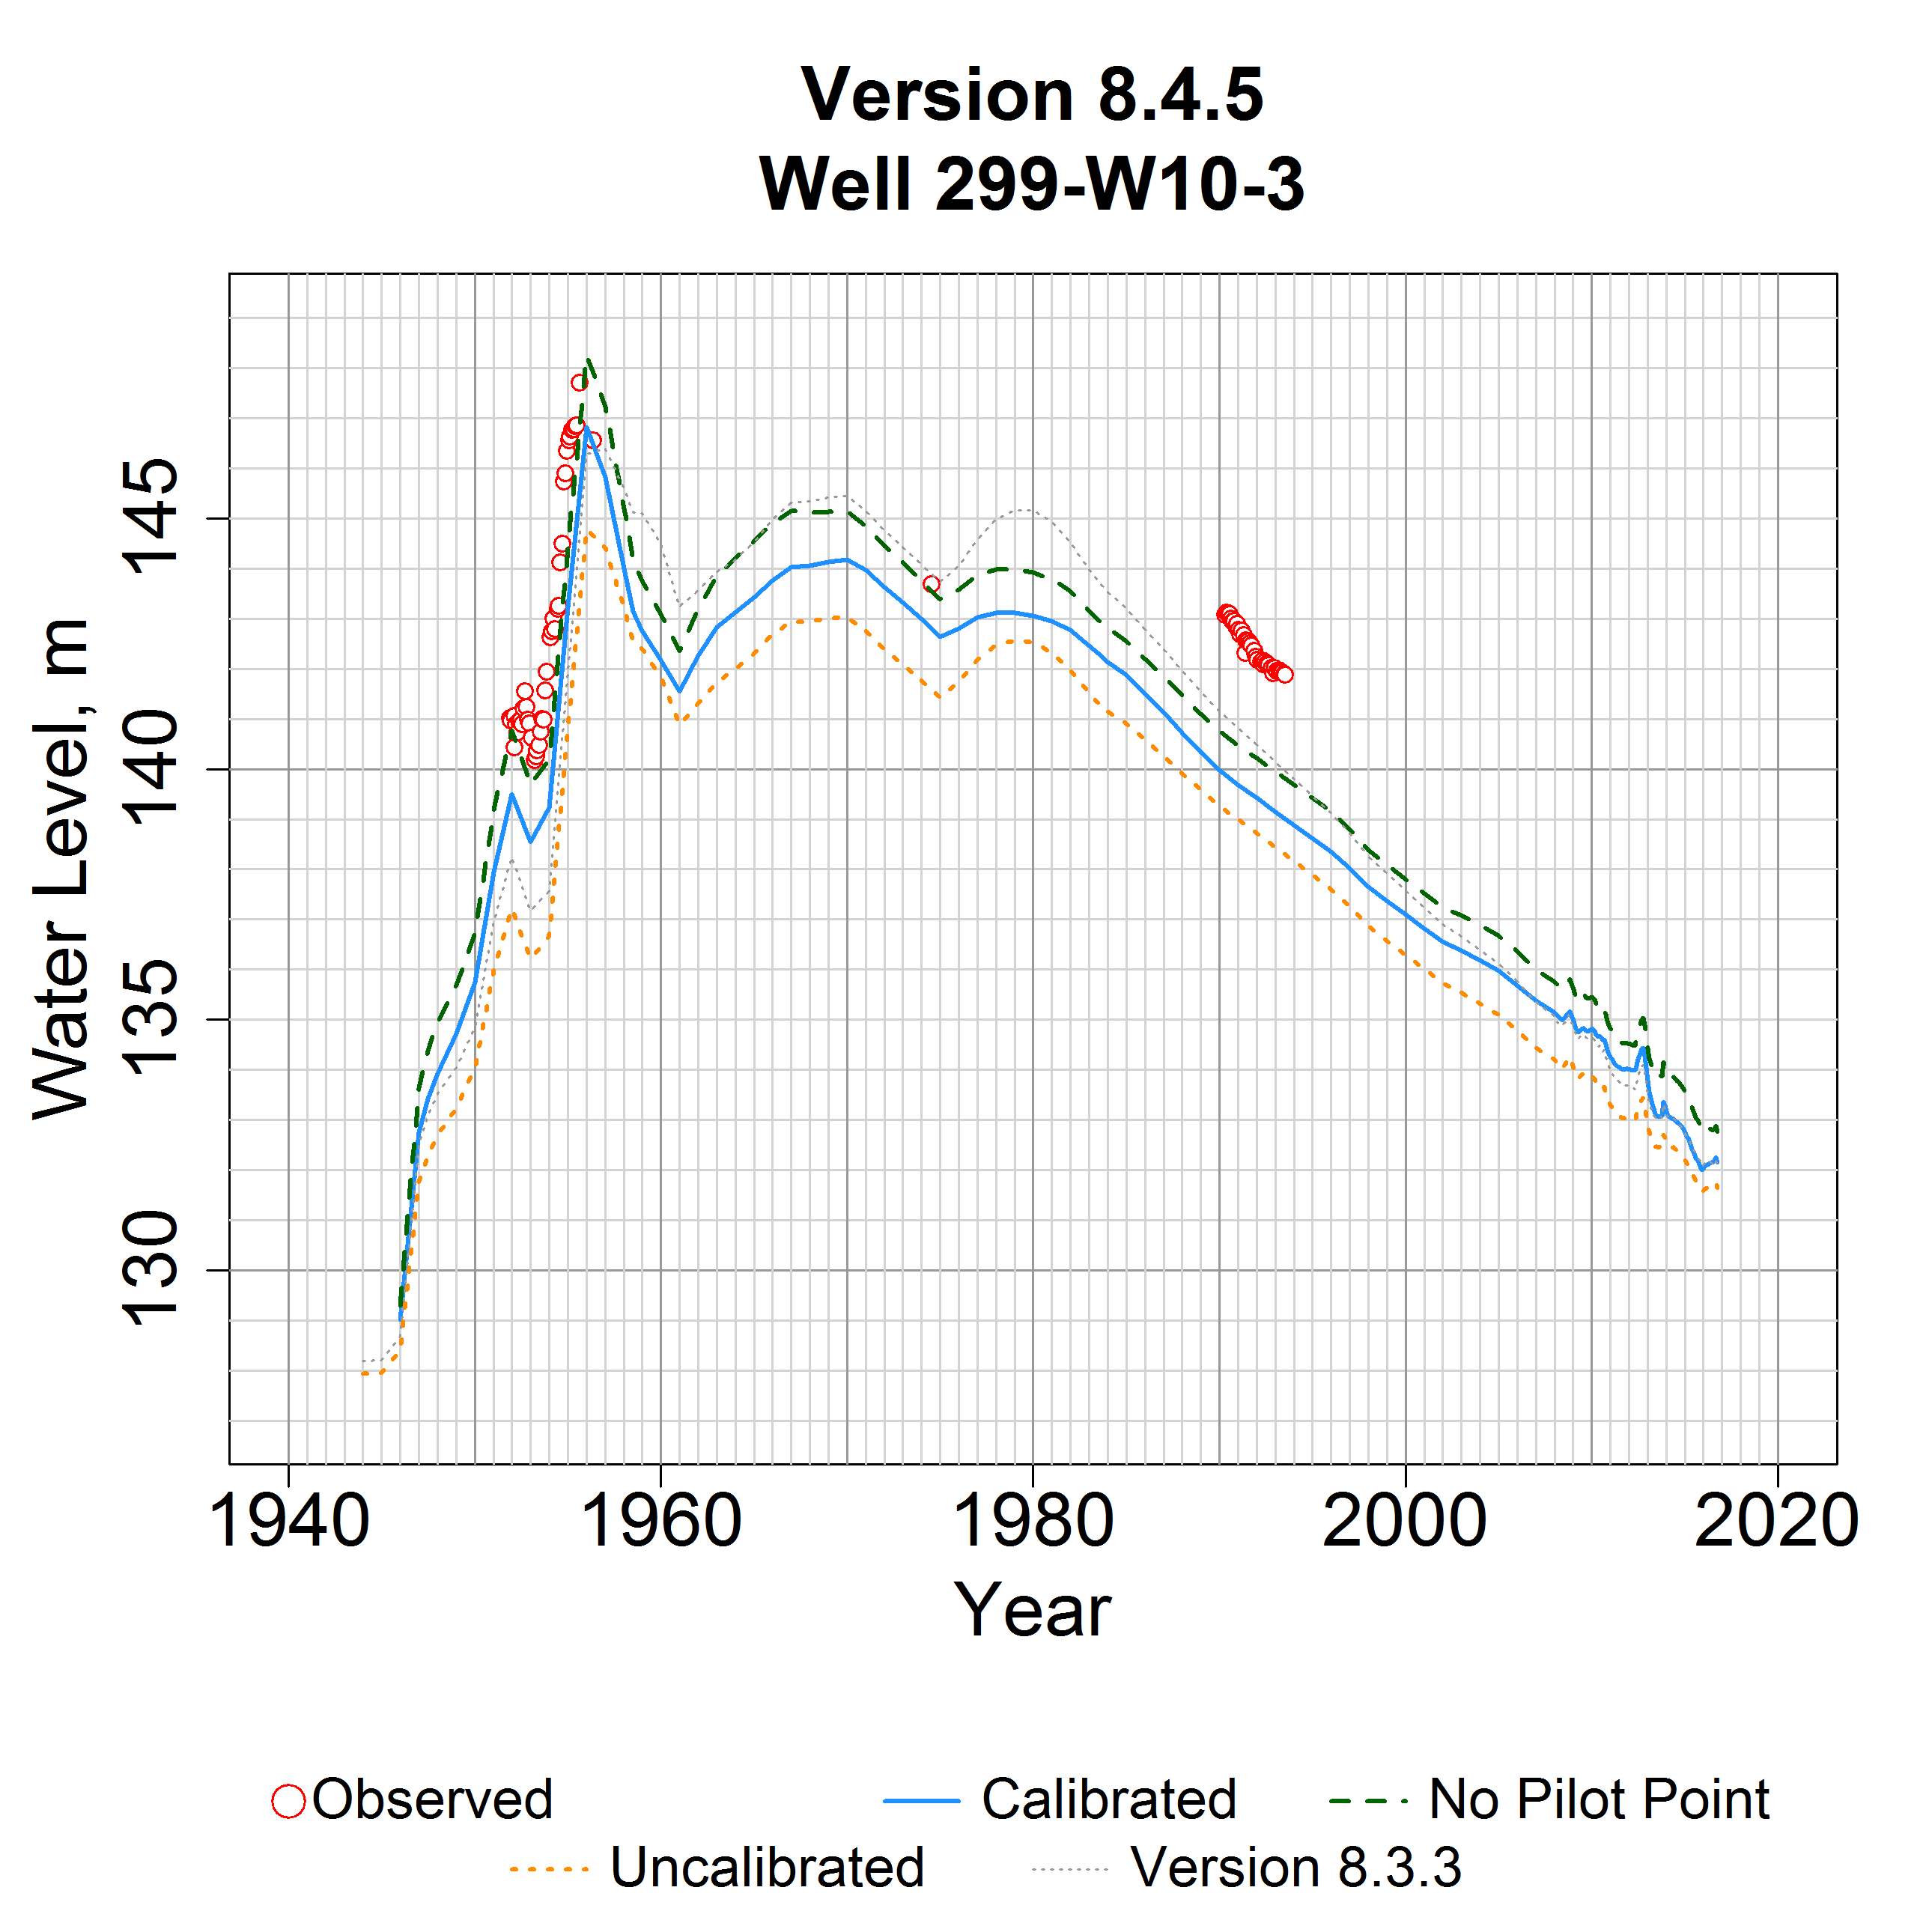 Version 8.4.5
Well 299-W10-3
Water Level, m
145
140
135
130
1940 1960 1980 2000 2020
Year
Observed Calibrated No Pilot Point
Uncalibrated Version 8.3.3